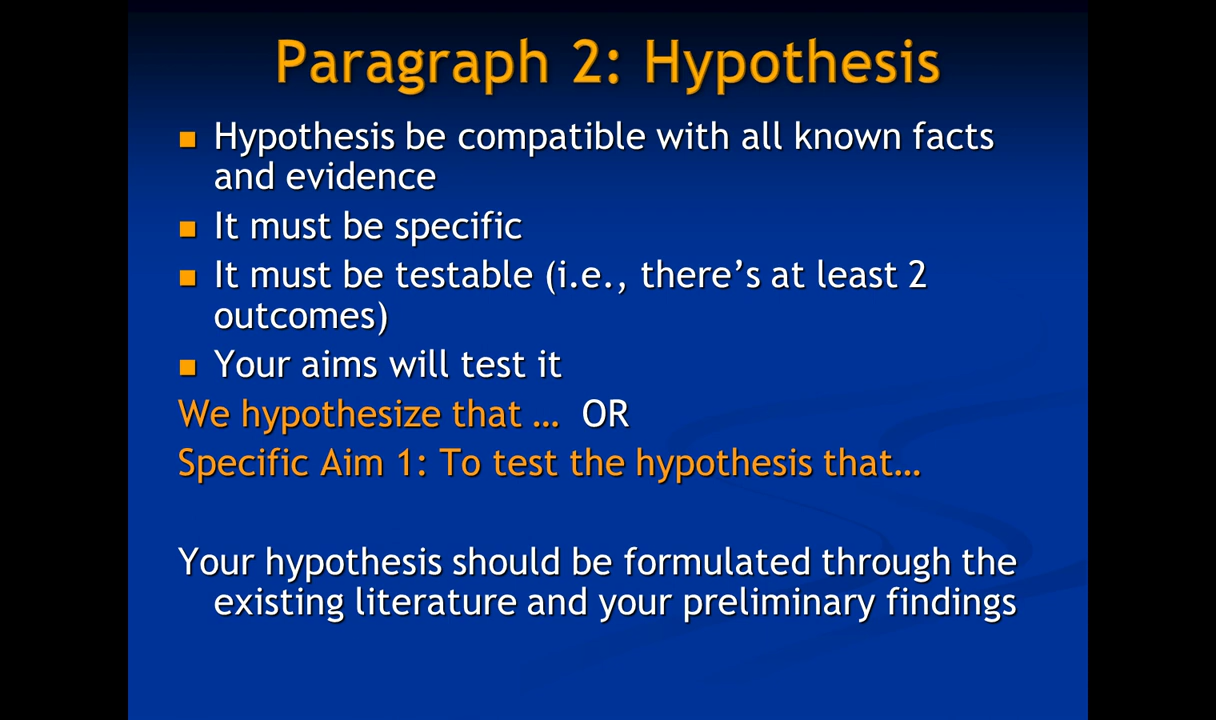 Paragraph 2: Hypothesis
Hypothesis be compatible with all known facts
and evidence
It must be specific
It must be testable (i.e., there’s at least 2
outcomes)
Your aims will test it
We hypothesize that … OR
Specific Aim 1: To test the hypothesis that…
Your hypothesis should be formulated through the
existing literature and your preliminary findings